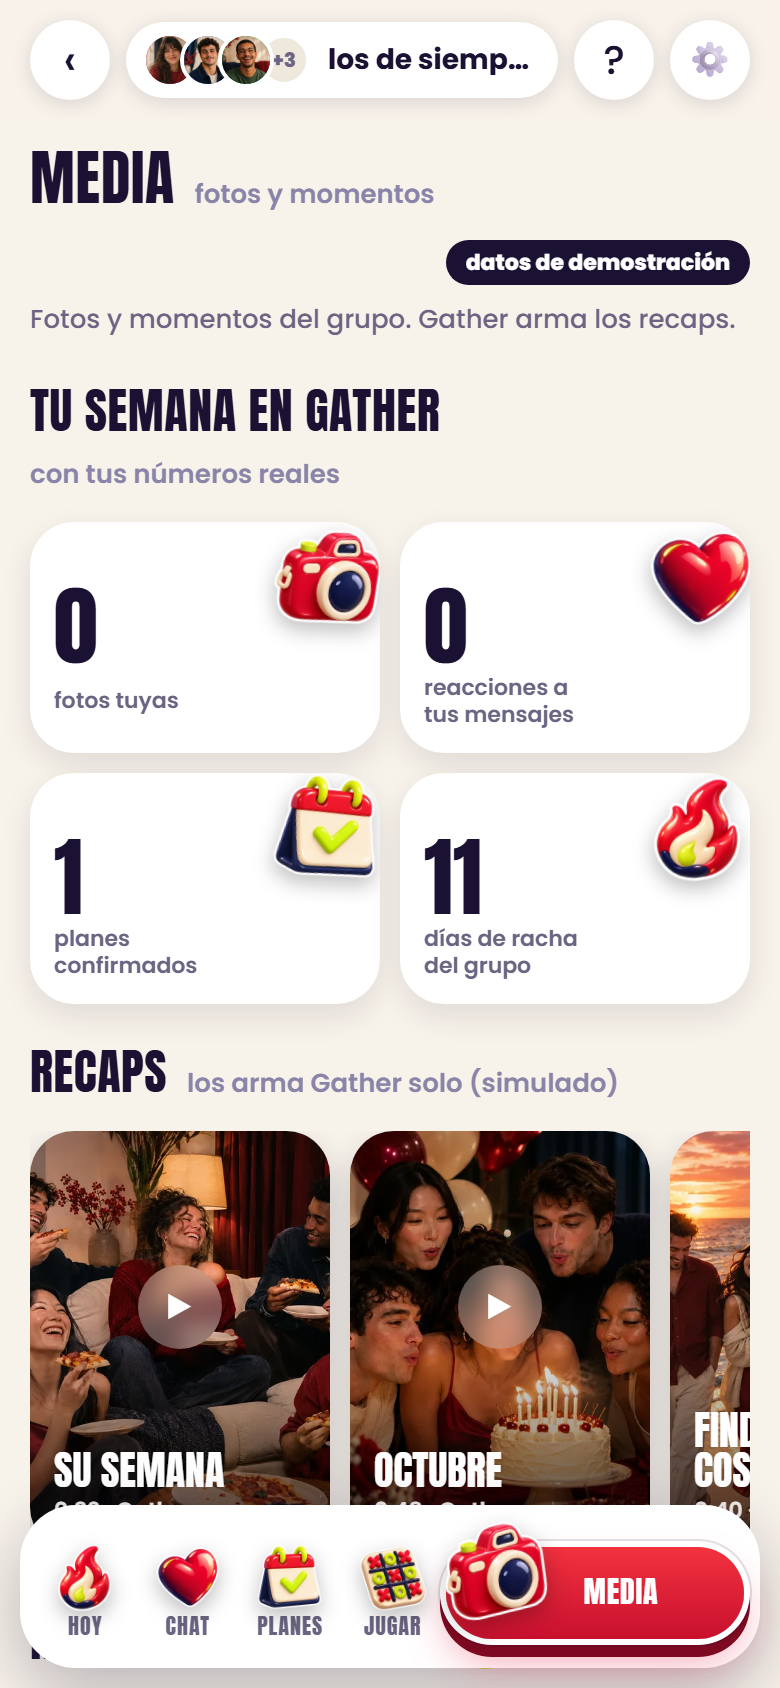 ‹
+3
los de siemp...
?
MEDIA
fotos y momentos
datos de demostración
Fotos y momentos del grupo. Gather arma los recaps.
TU SEMANA EN GATHER
con tus números reales
0
fotos tuyas
0
reacciones a
tus mensajes
1
planes
confirmados
11
días de racha
del grupo
RECAPS
los arma Gather solo (simulado)
SU SEMANA
OCTUBRE
HOY
CHAT
PLANES
JUGAR
MEDIA